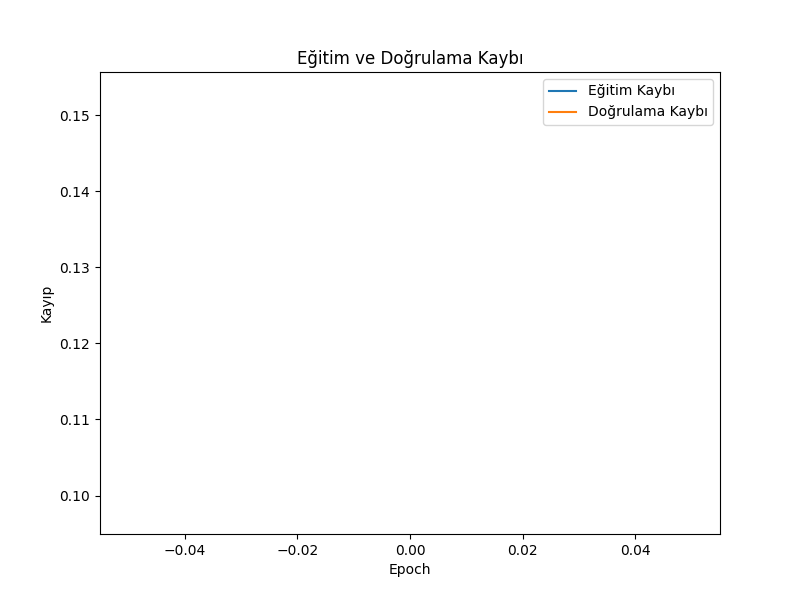 Eğitim ve Doğrulama Kaybı
Eğitim Kaybı
Doğrulama Kaybı
0.15
0.14
0.13
0.12
0.11
0.10
Kayıp
−0.04 −0.02 0.00 0.02 0.04
Epoch